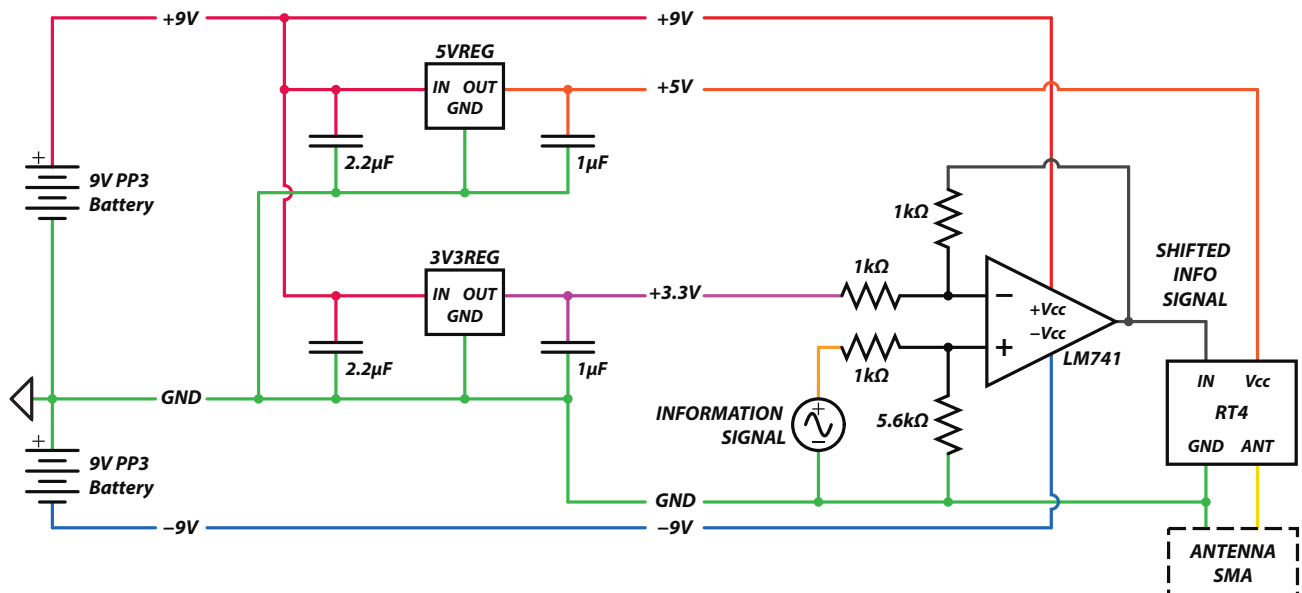 +9V
+9V
5VREG
IN OUT
GND
+5V
2.2µF
1µF
+
9V PP3
Battery
1kΩ
3V3REG
IN OUT
GND
+3.3V
1kΩ
SHIFTED
INFO
SIGNAL
−
+Vcc
−Vcc
+
LM741
2.2µF
1µF
1kΩ
GND
IN Vcc
RT4
GND ANT
INFORMATION
SIGNAL
+
−
5.6kΩ
+
9V PP3
Battery
GND
−9V
−9V
ANTENNA
SMA